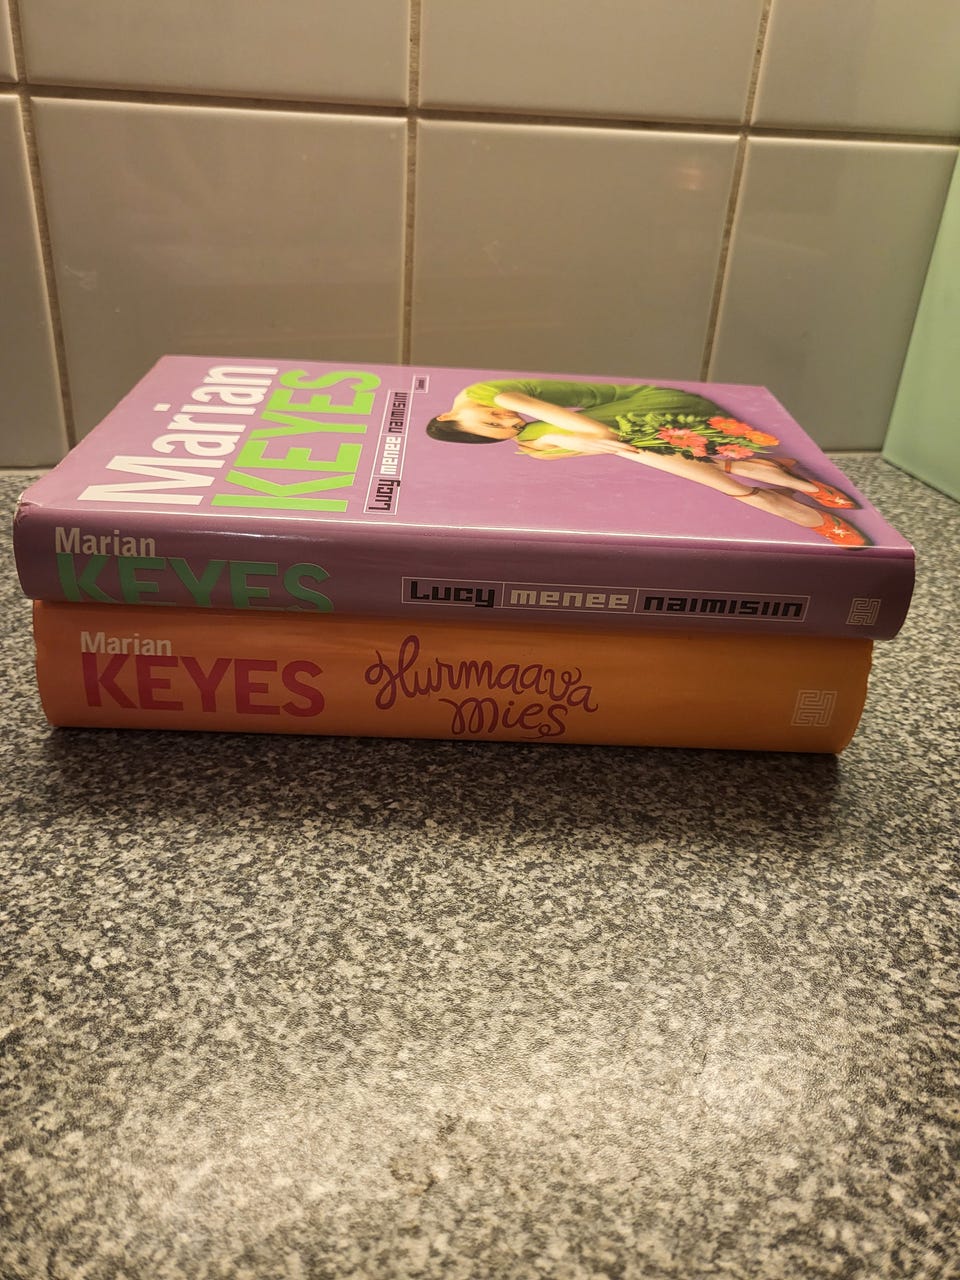 Marian
KEYES
Lucy menee naimisiin
Marian
KEYES
Lucy menee naimisiin
Marian
KEYES
Hurmaava
Mies